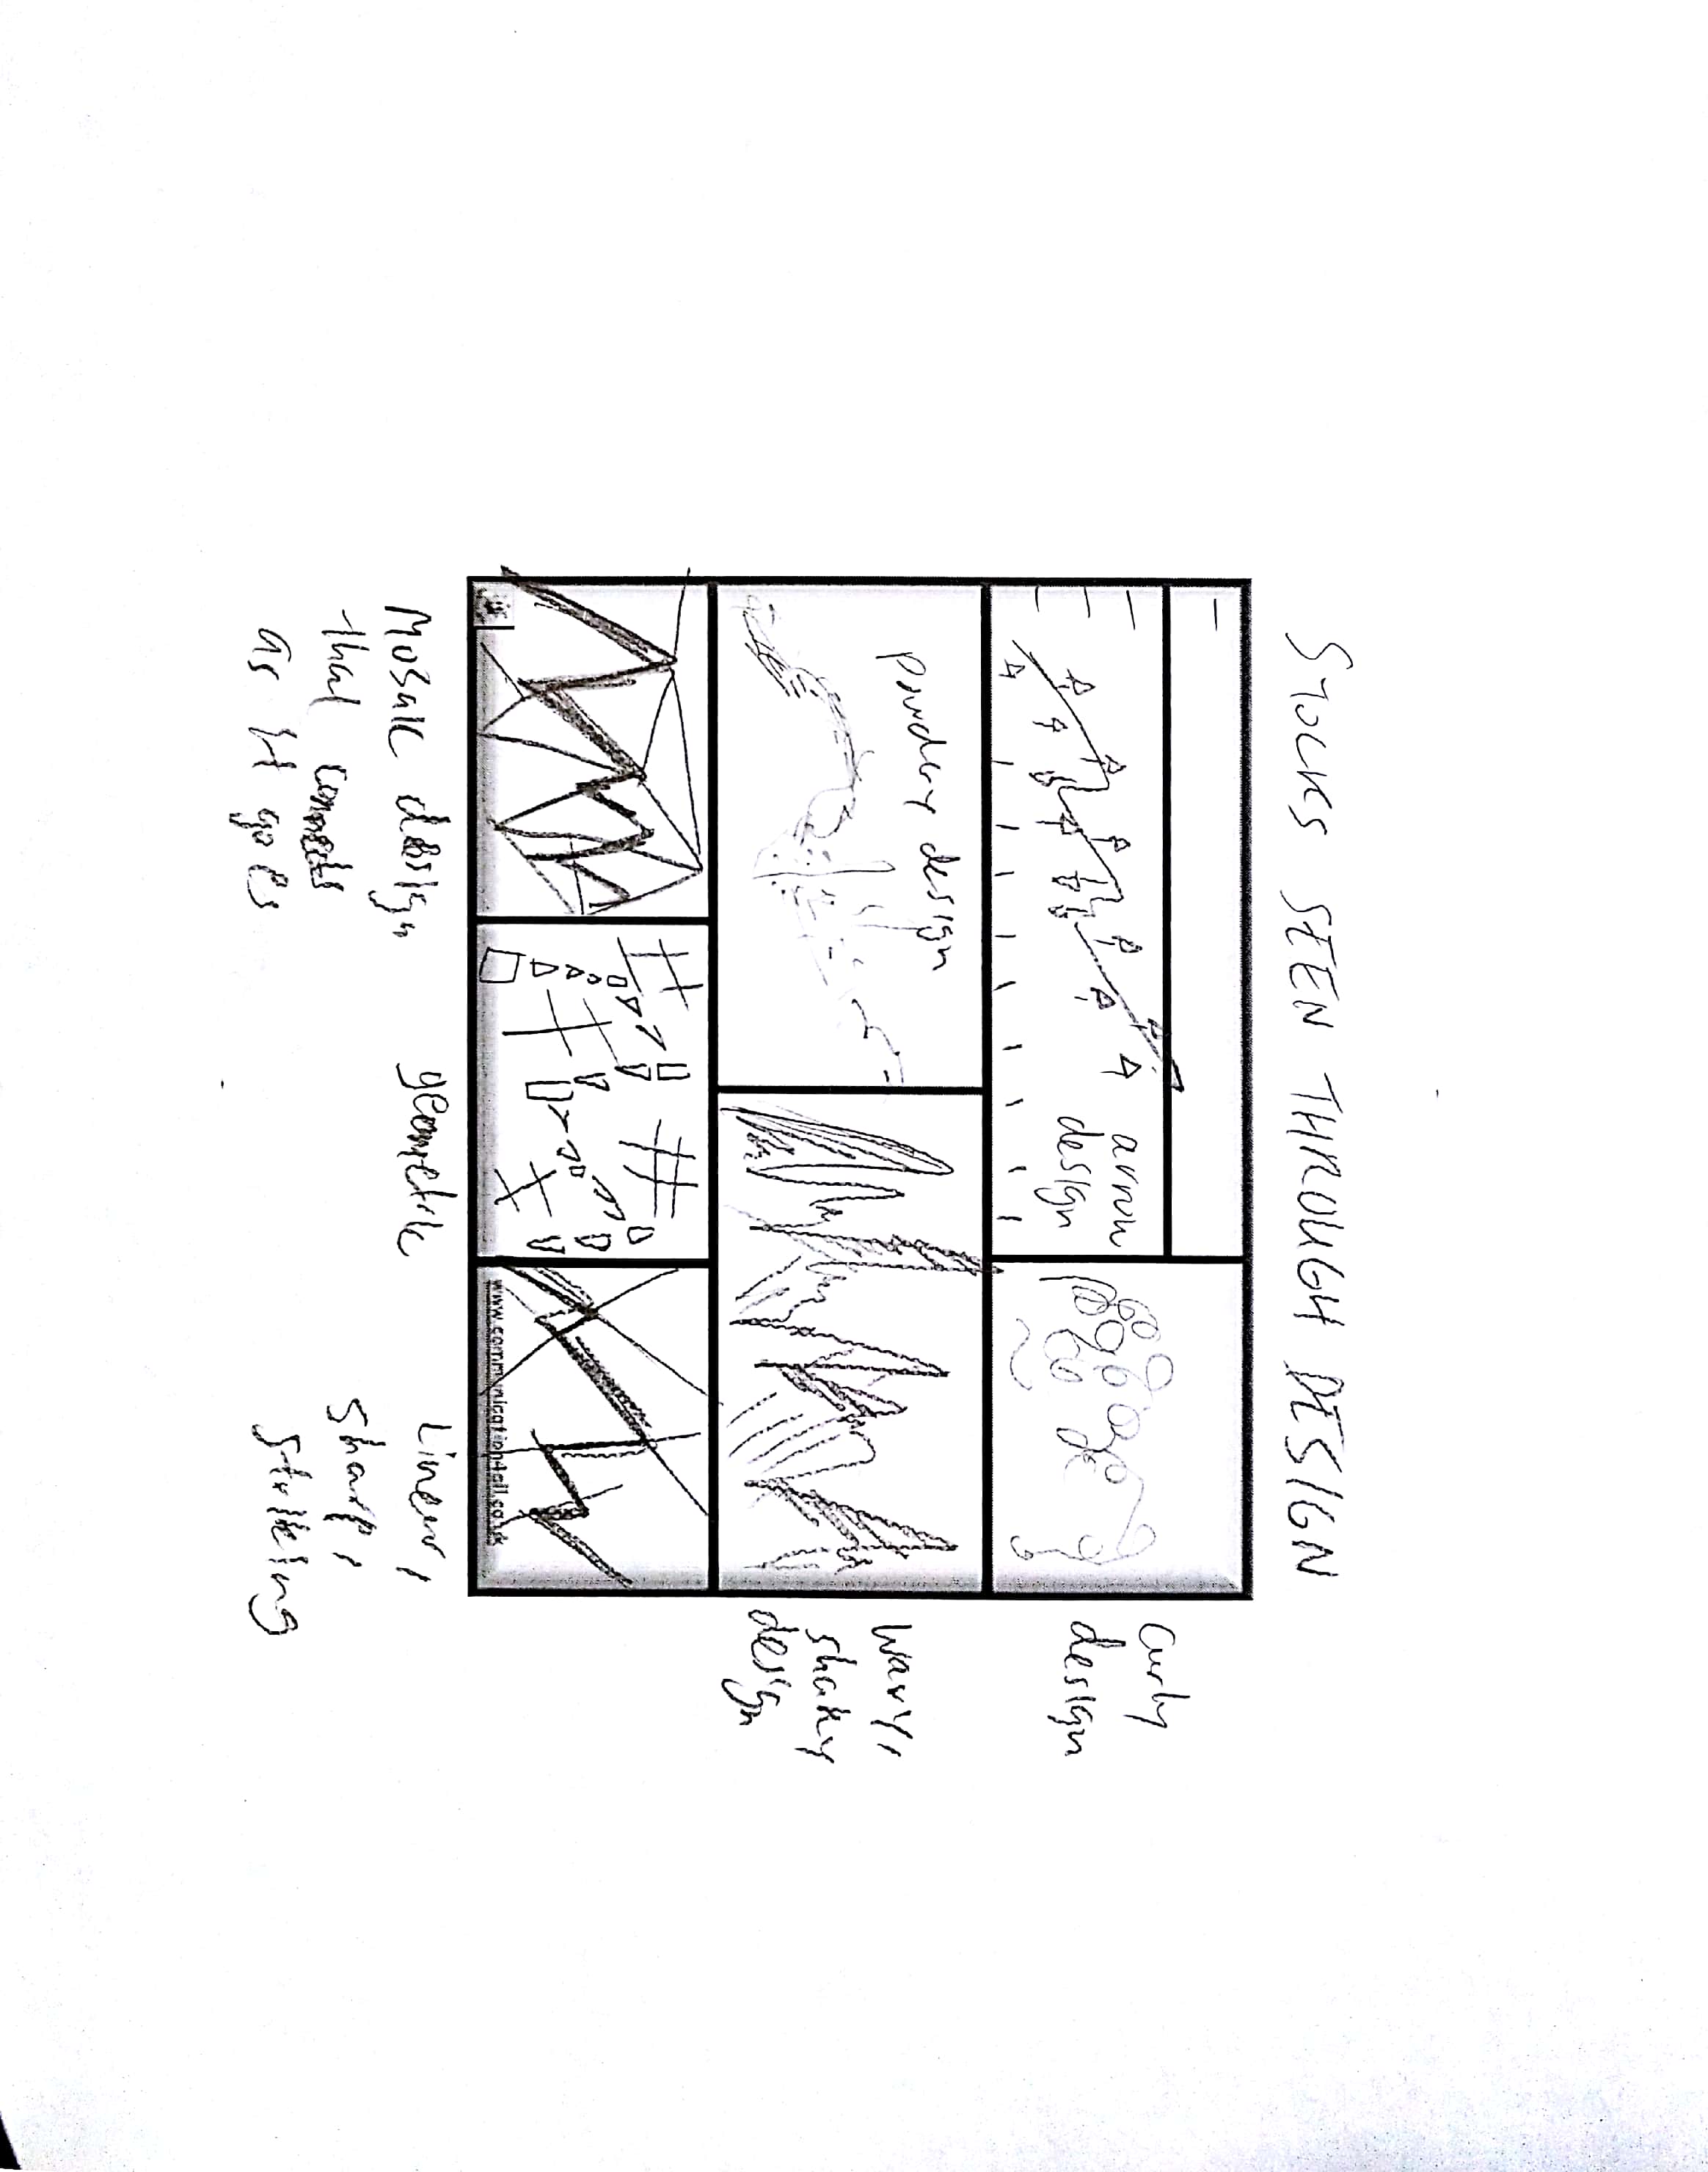 STOCKS SEEN THROUGH DESIGN
arrow
design
curly
design
powdery design
wavy,
shaky
design
www.communication4all.co.uk
Mosaic design
that connects
as it goes
geometric
Linear,
sharp,
striking